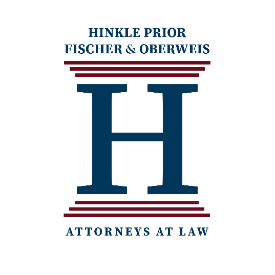 HINKLE PRIOR
FISCHER & OBERWEIS
H
ATTORNEYS AT LAW